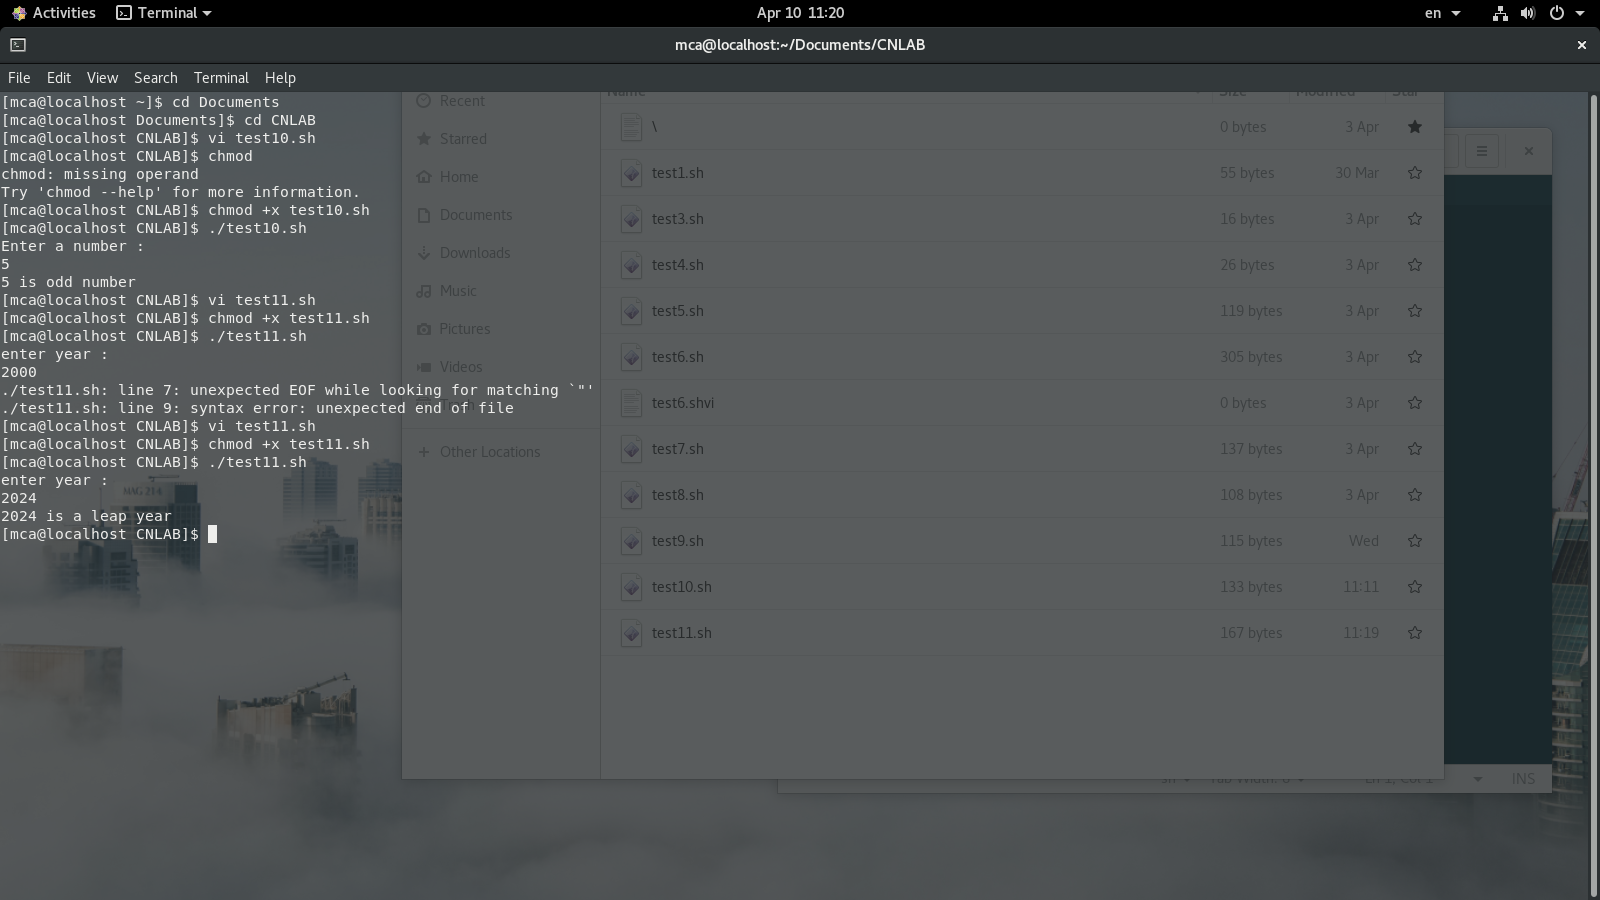 Activities Terminal Apr 10 11:20 en
mca@localhost:~/Documents/CNLAB
File Edit View Search Terminal Help
[mca@localhost ~]$ cd Documents
[mca@localhost Documents]$ cd CNLAB
[mca@localhost CNLAB]$ vi test10.sh
[mca@localhost CNLAB]$ chmod
chmod: missing operand
Try 'chmod --help' for more information.
[mca@localhost CNLAB]$ chmod +x test10.sh
[mca@localhost CNLAB]$ ./test10.sh
Enter a number :
5
5 is odd number
[mca@localhost CNLAB]$ vi test11.sh
[mca@localhost CNLAB]$ chmod +x test11.sh
[mca@localhost CNLAB]$ ./test11.sh
enter year :
2000
./test11.sh: line 7: unexpected EOF while looking for matching `"'
./test11.sh: line 9: syntax error: unexpected end of file
[mca@localhost CNLAB]$ vi test11.sh
[mca@localhost CNLAB]$ chmod +x test11.sh
[mca@localhost CNLAB]$ ./test11.sh
enter year :
2024
2024 is a leap year
[mca@localhost CNLAB]$
Recent
Starred
Home
Documents
Downloads
Music
Pictures
Videos
Trash
+ Other Locations
Name Size Modified Star
\ 0 bytes 3 Apr
test1.sh 55 bytes 30 Mar
test3.sh 16 bytes 3 Apr
test4.sh 26 bytes 3 Apr
test5.sh 119 bytes 3 Apr
test6.sh 305 bytes 3 Apr
test6.shvi 0 bytes 3 Apr
test7.sh 137 bytes 3 Apr
test8.sh 108 bytes 3 Apr
test9.sh 115 bytes Wed
test10.sh 133 bytes 11:11
test11.sh 167 bytes 11:19
sh Tab Width: 8 Ln 1, Col 1 INS